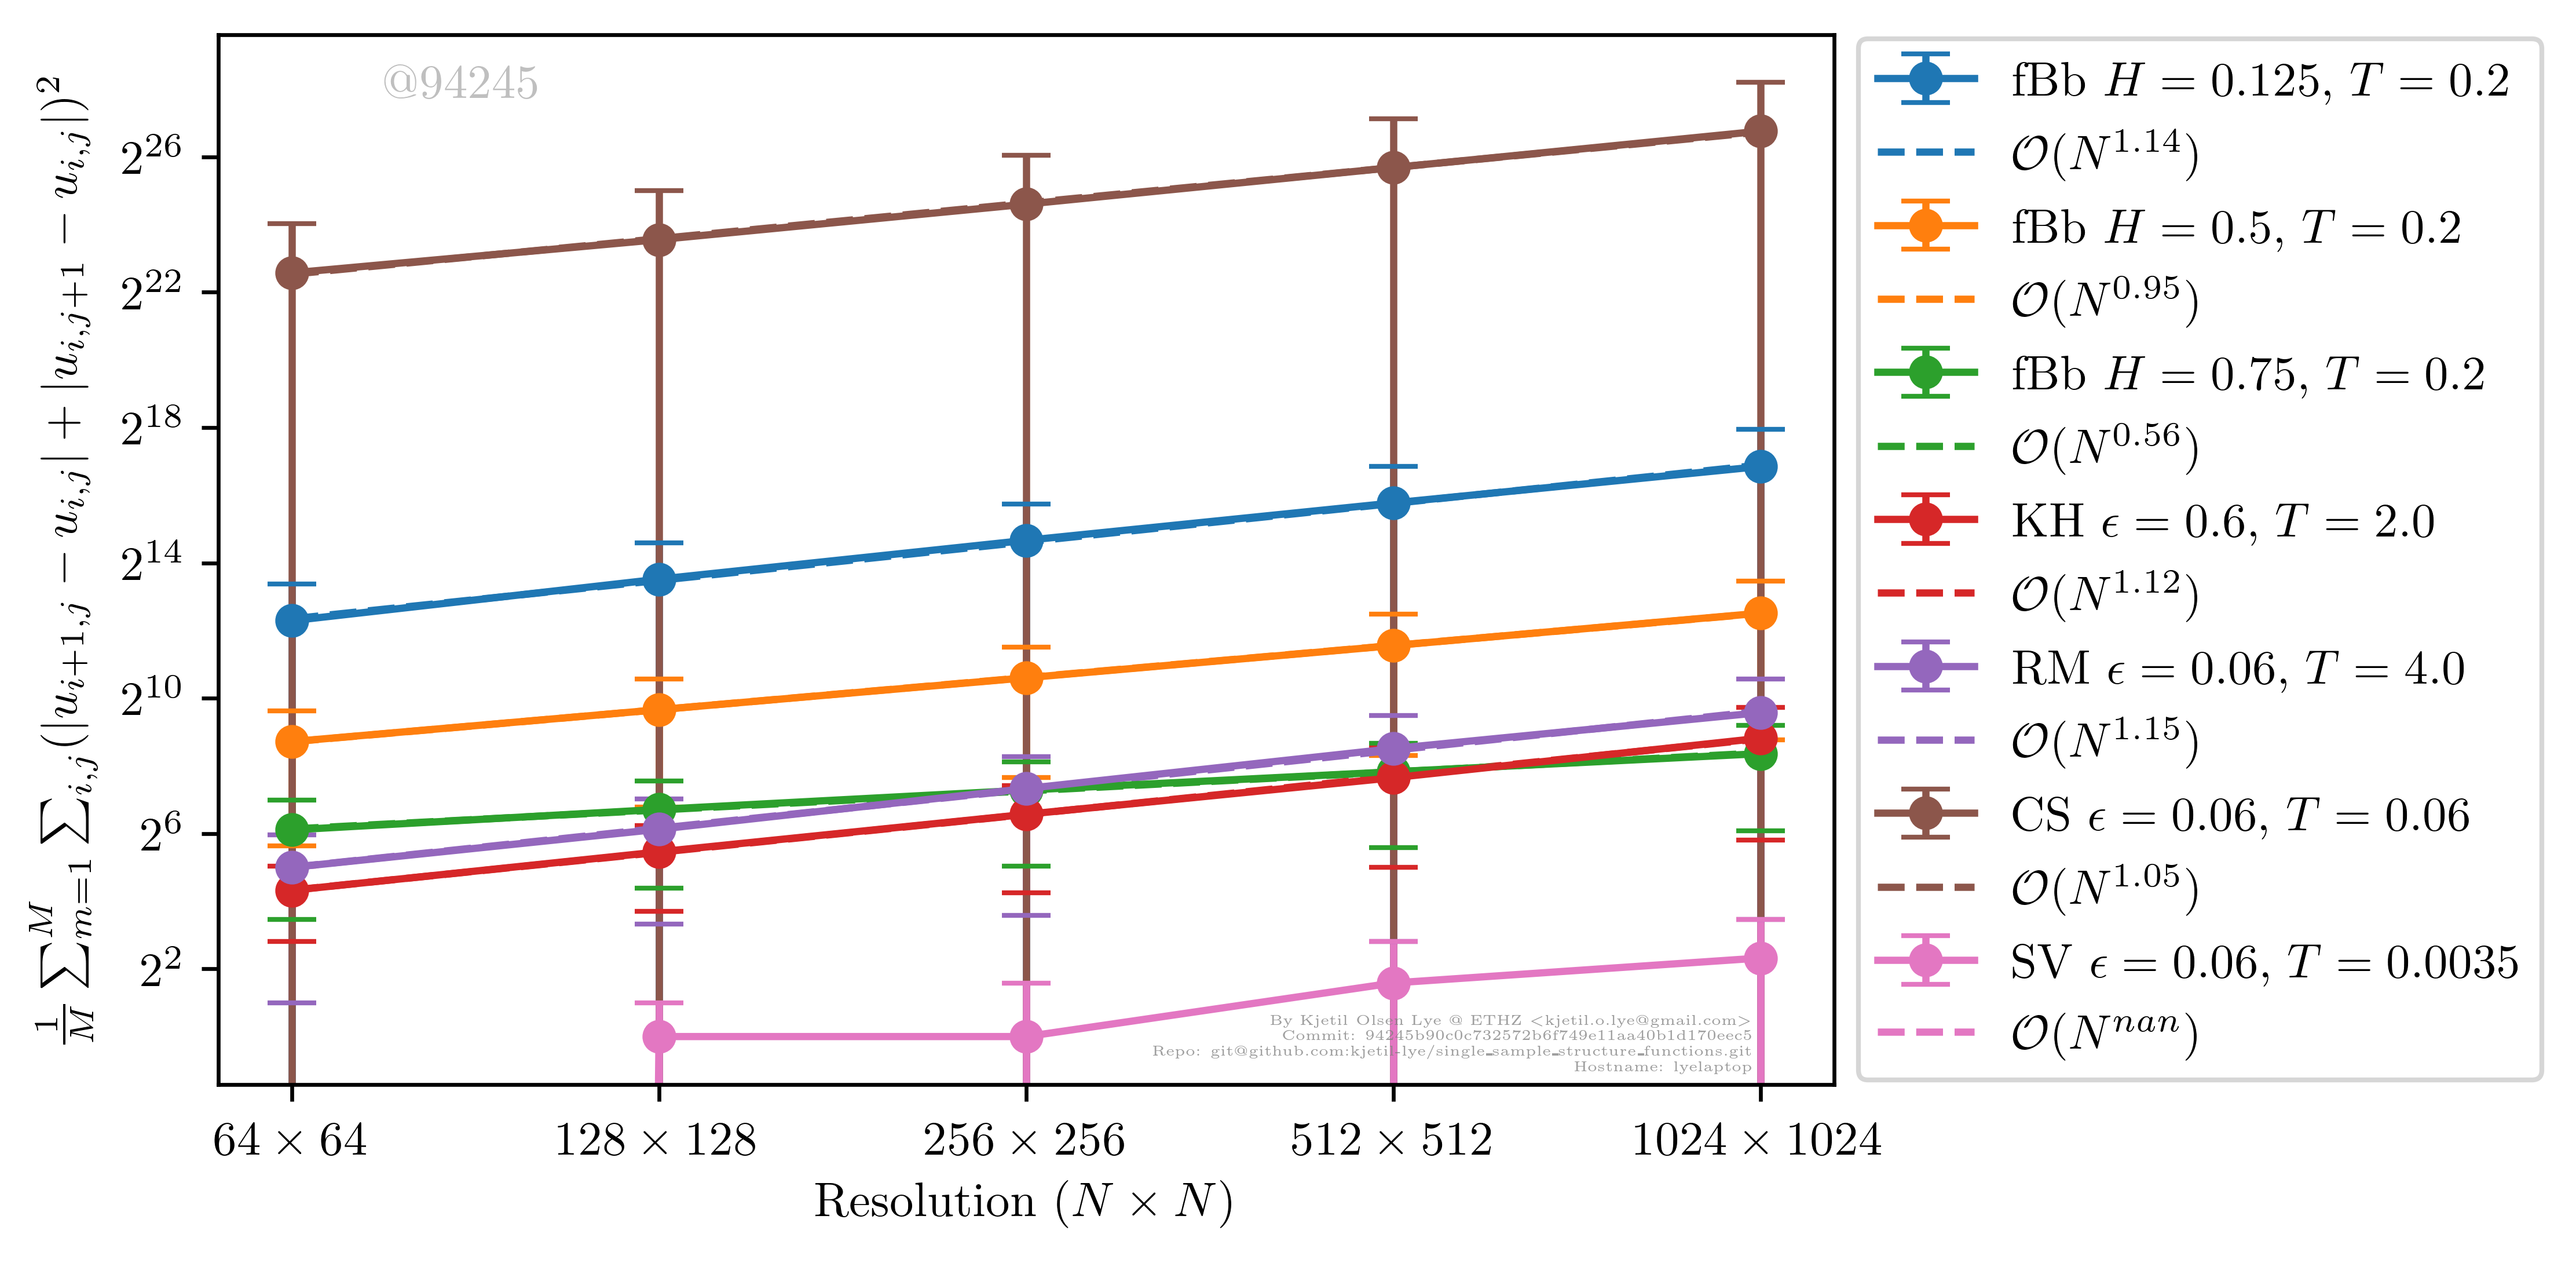 @94245
2^26
2^22
2^18
2^14
2^10
2^6
2^2
\frac{1}{M} \sum_{m=1}^{M} \sum_{i,j} (|u_{i+1,j} − u_{i,j}| + |u_{i,j+1} − u_{i,j}|)^2
By Kjetil Olsen Lye @ ETHZ <kjetil.o.lye@gmail.com>
Commit: 94245b90c0c732572b6f749e11aa40b1d170eec5
Repo: git@github.com:kjetil-lye/single_sample_structure_functions.git
Hostname: lyelaptop
64 × 64 128 × 128 256 × 256 512 × 512 1024 × 1024
Resolution (N × N)
fBb H = 0.125, T = 0.2
O(N^1.14)
fBb H = 0.5, T = 0.2
O(N^0.95)
fBb H = 0.75, T = 0.2
O(N^0.56)
KH ϵ = 0.6, T = 2.0
O(N^1.12)
RM ϵ = 0.06, T = 4.0
O(N^1.15)
CS ϵ = 0.06, T = 0.06
O(N^1.05)
SV ϵ = 0.06, T = 0.0035
O(N^nan)